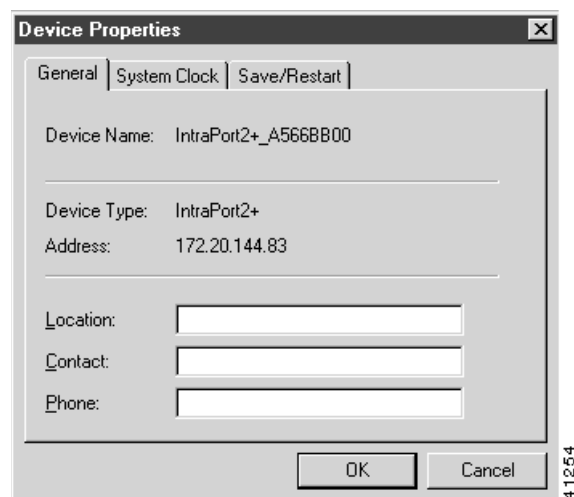 Device Properties
General System Clock Save/Restart
Device Name: IntraPort2+_A566BB00
Device Type: IntraPort2+
Address: 172.20.144.83
Location:
Contact:
Phone:
OK Cancel
41254